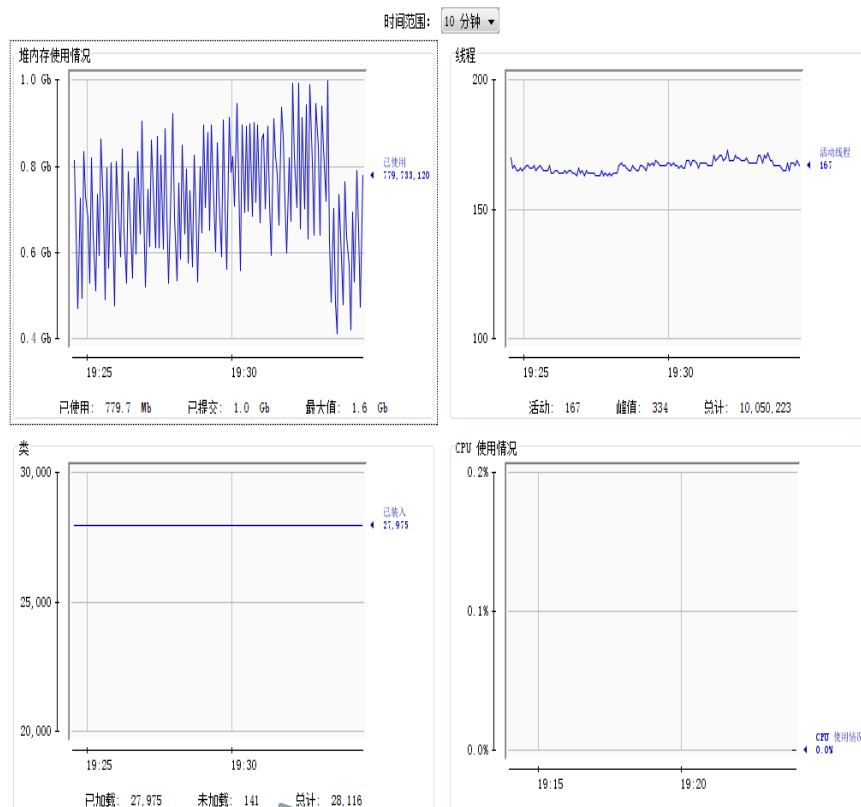 时间范围: 10 分钟
堆内存使用情况
1.0 Gb
0.8 Gb
0.6 Gb
0.4 Gb
已使用
779,733,120
19:25 19:30
已使用: 779.7 Mb 已提交: 1.0 Gb 最大值: 1.6 Gb
线程
200
150
100
活动线程
167
19:25 19:30
活动: 167 峰值: 334 总计: 10,050,223
类
30,000
25,000
20,000
已装入
27,975
19:25 19:30
已加载: 27,975 未加载: 141 总计: 28,116
CPU 使用情况
0.2%
0.1%
0.0%
CPU 使用情况
0.0%
19:15 19:20